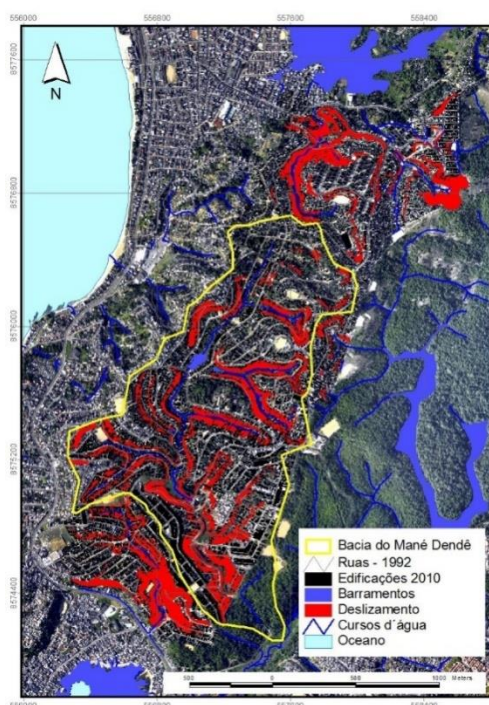 556000 556800 557600 558400
8577600
N
8576800
8576000
8575200
8574400
Bacia do Mané Dendê
Ruas - 1992
Edificações 2010
Barramentos
Deslizamento
Cursos d´água
Oceano
500 0 500 1000 Meters